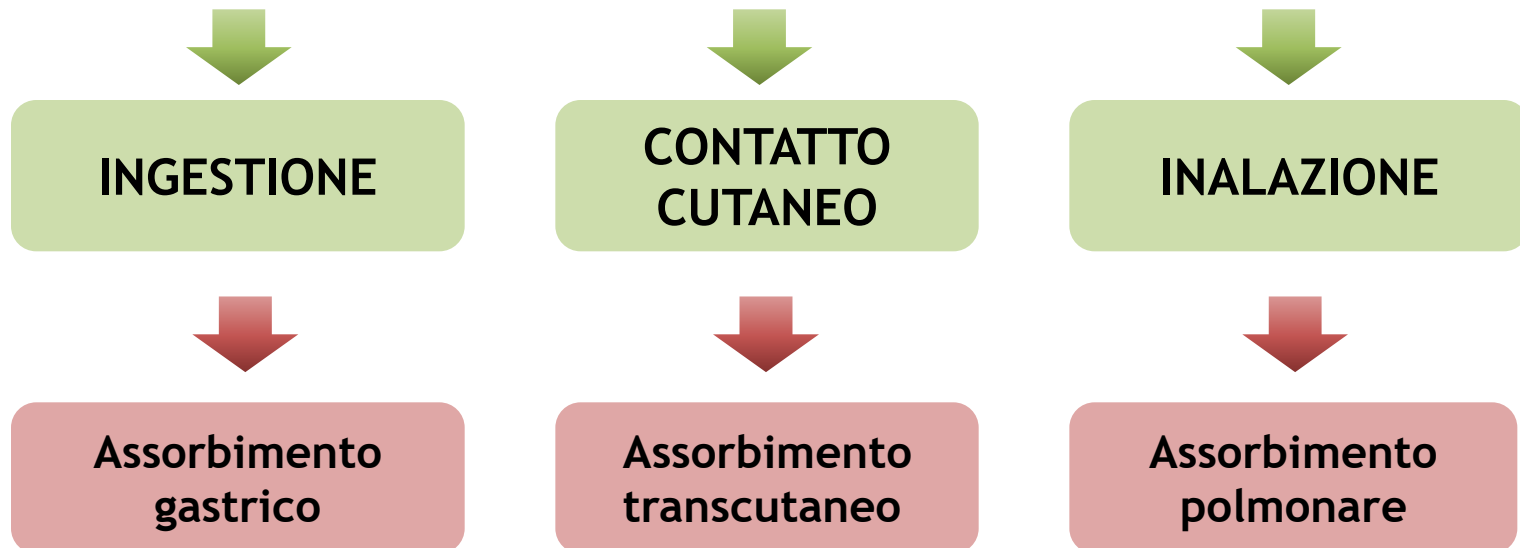 INGESTIONE
CONTATTO
CUTANEO
INALAZIONE
Assorbimento
gastrico
Assorbimento
transcutaneo
Assorbimento
polmonare